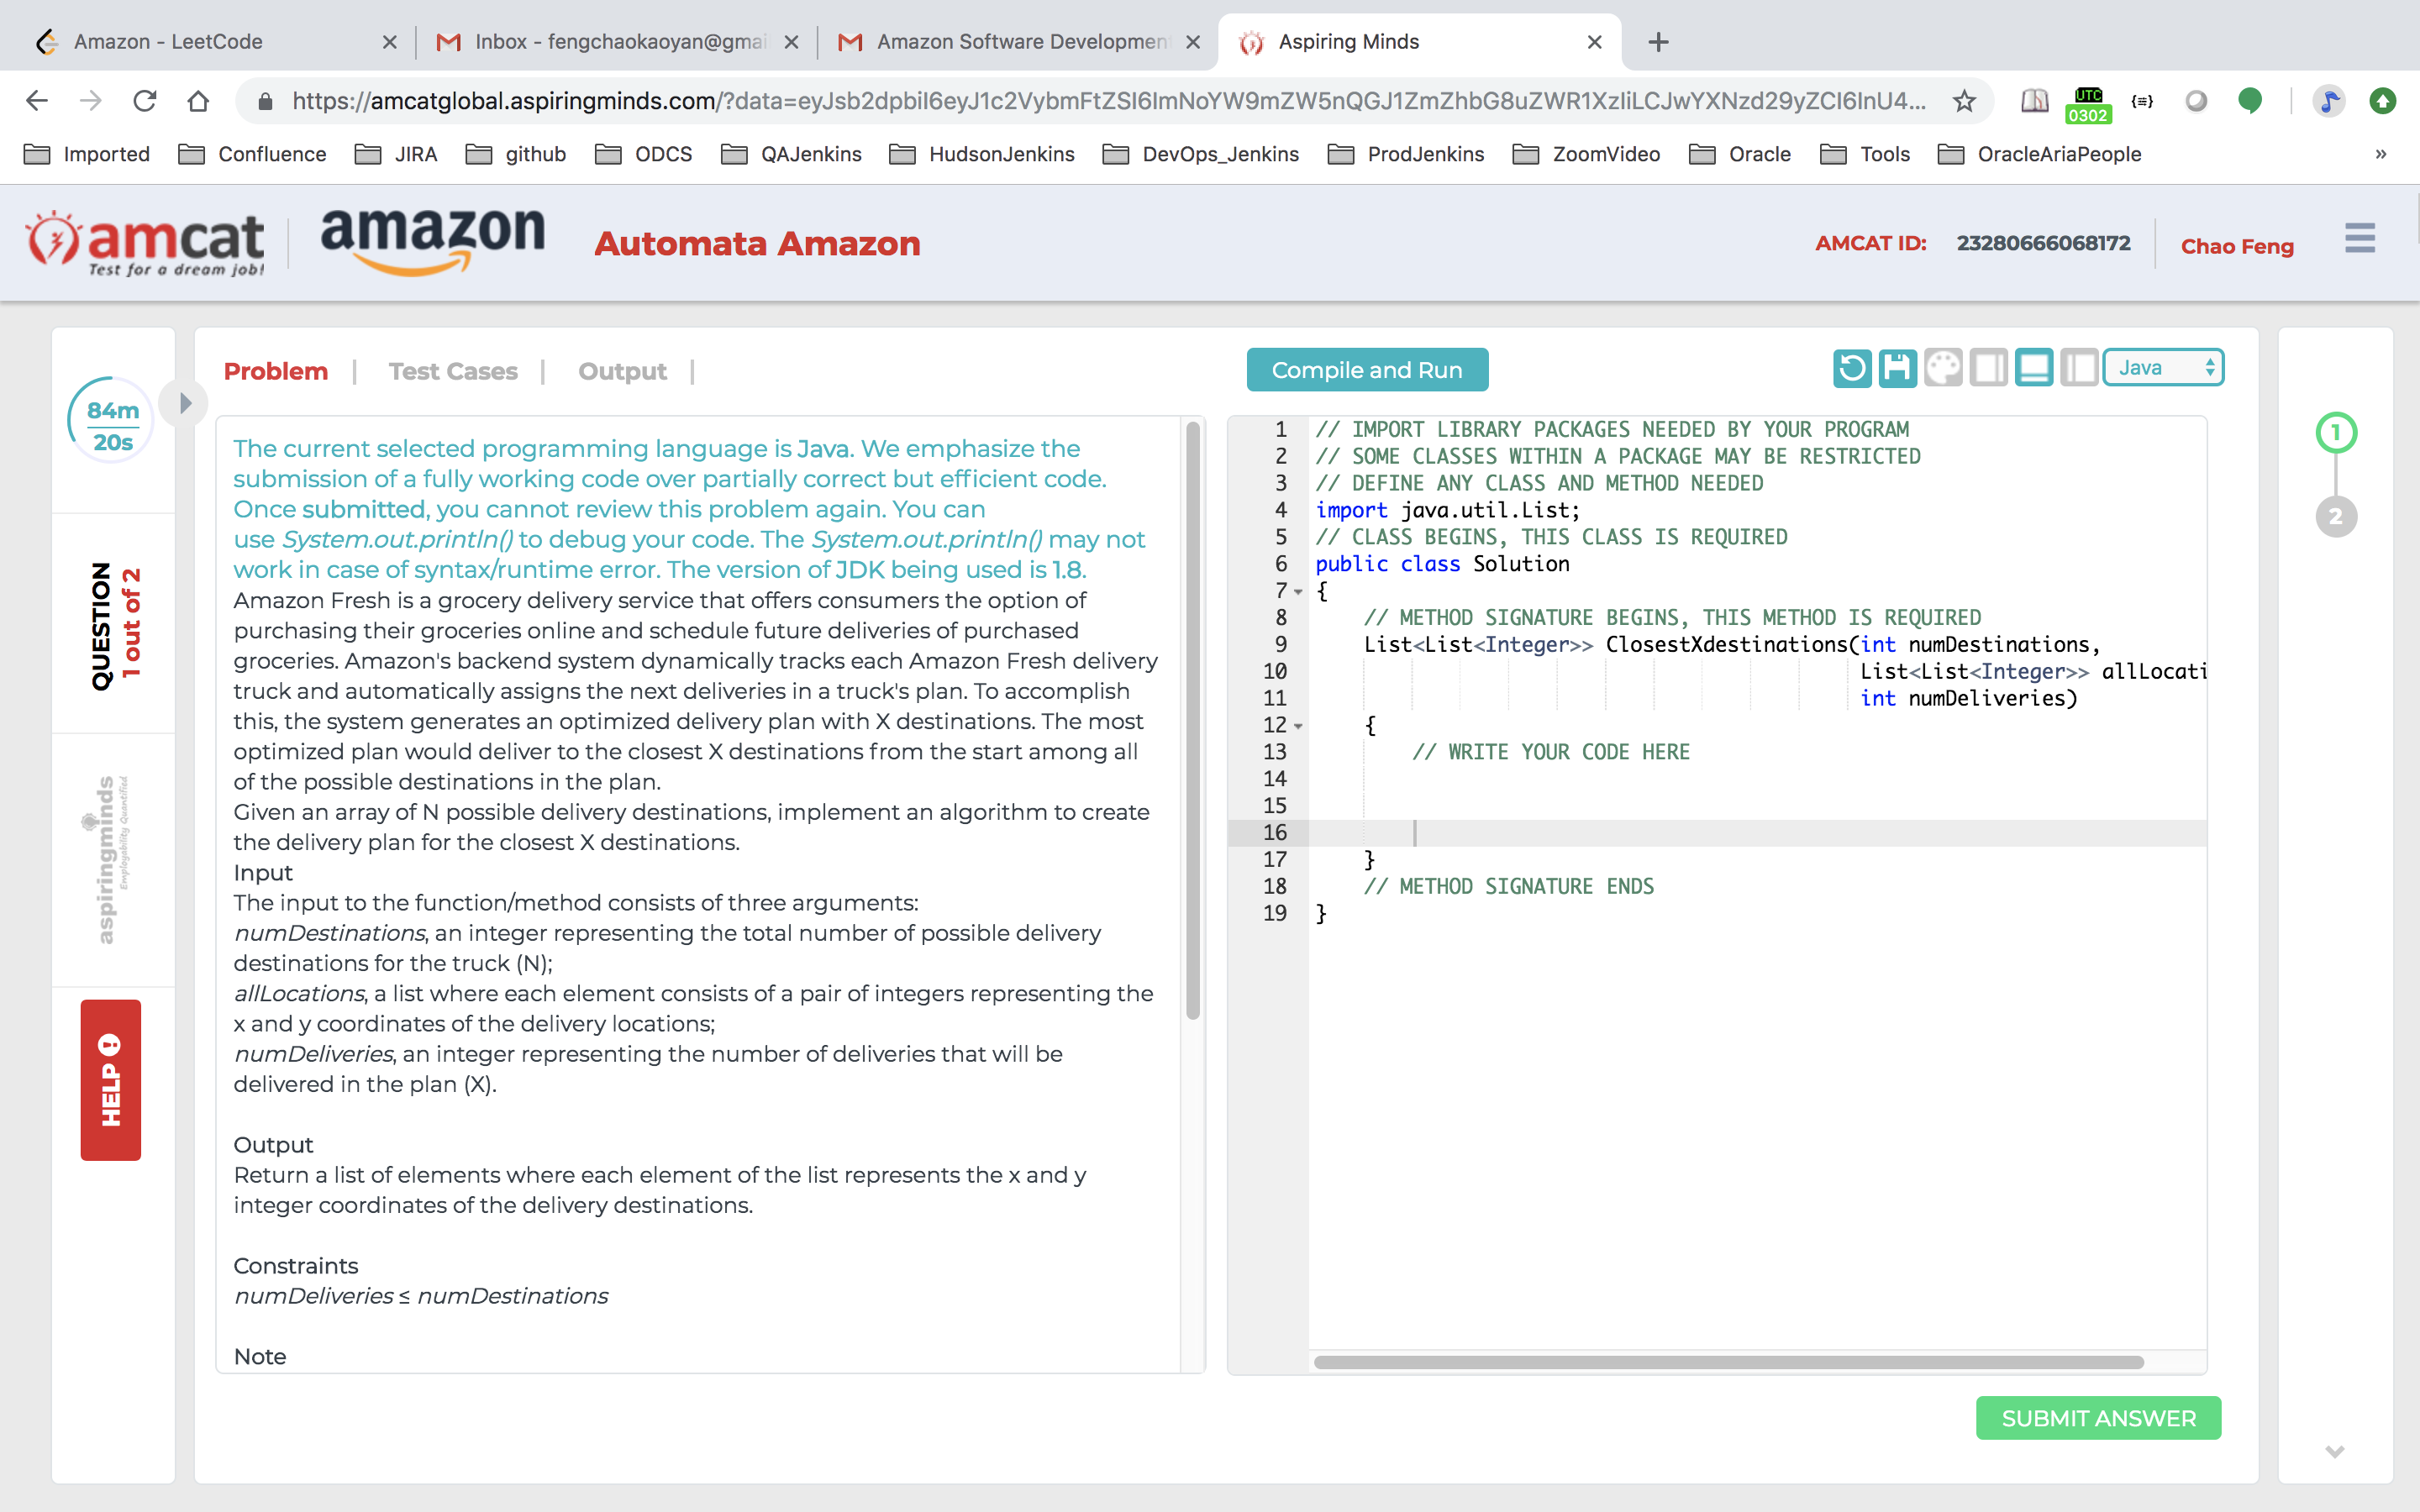 Amazon - LeetCode
Inbox - fengchaokaoyan@gmai
Amazon Software Developmen
Aspiring Minds
https://amcatglobal.aspiringminds.com/?data=eyJsb2dpbiI6eyJ1c2VybmFtZSI6ImNoYW9mZW5nQGJ1ZmZhbG8uZWR1XzIiLCJwYXNzd29yZCI6InU4...
UTC
0302
Imported
Confluence
JIRA
github
ODCS
QAJenkins
HudsonJenkins
DevOps_Jenkins
ProdJenkins
ZoomVideo
Oracle
Tools
OracleAriaPeople
»
amcat
Test for a dream job!
amazon
Automata Amazon
AMCAT ID: 23280666068172
Chao Feng
84m
20s
QUESTION
1 out of 2
aspiringminds
Employability Quantified
HELP
Problem | Test Cases | Output |
Compile and Run
Java
The current selected programming language is Java. We emphasize the
submission of a fully working code over partially correct but efficient code.
Once submitted, you cannot review this problem again. You can
use System.out.println() to debug your code. The System.out.println() may not
work in case of syntax/runtime error. The version of JDK being used is 1.8.
Amazon Fresh is a grocery delivery service that offers consumers the option of
purchasing their groceries online and schedule future deliveries of purchased
groceries. Amazon's backend system dynamically tracks each Amazon Fresh delivery
truck and automatically assigns the next deliveries in a truck's plan. To accomplish
this, the system generates an optimized delivery plan with X destinations. The most
optimized plan would deliver to the closest X destinations from the start among all
of the possible destinations in the plan.
Given an array of N possible delivery destinations, implement an algorithm to create
the delivery plan for the closest X destinations.
Input
The input to the function/method consists of three arguments:
numDestinations, an integer representing the total number of possible delivery
destinations for the truck (N);
allLocations, a list where each element consists of a pair of integers representing the
x and y coordinates of the delivery locations;
numDeliveries, an integer representing the number of deliveries that will be
delivered in the plan (X).
Output
Return a list of elements where each element of the list represents the x and y
integer coordinates of the delivery destinations.
Constraints
numDeliveries ≤ numDestinations
Note
1 // IMPORT LIBRARY PACKAGES NEEDED BY YOUR PROGRAM
2 // SOME CLASSES WITHIN A PACKAGE MAY BE RESTRICTED
3 // DEFINE ANY CLASS AND METHOD NEEDED
4 import java.util.List;
5 // CLASS BEGINS, THIS CLASS IS REQUIRED
6 public class Solution
7 {
8 // METHOD SIGNATURE BEGINS, THIS METHOD IS REQUIRED
9 List<List<Integer>> ClosestXdestinations(int numDestinations,
10 List<List<Integer>> allLocati
11 int numDeliveries)
12 {
13 // WRITE YOUR CODE HERE
14
15
16
17 }
18 // METHOD SIGNATURE ENDS
19 }
1
2
SUBMIT ANSWER